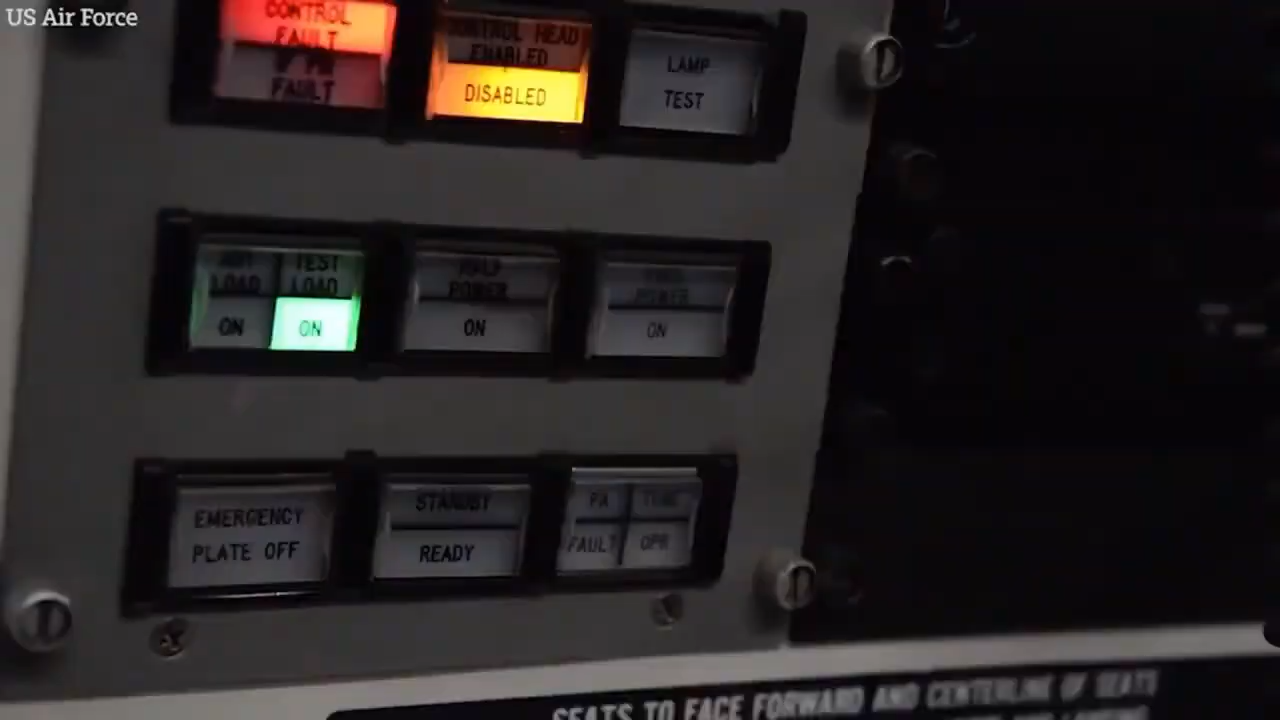 US Air Force
CONTROL
FAULT
FAULT
CONTROL HEAD
ENABLED
DISABLED
LAMP
TEST
LOAD
ON
TEST
LOAD
ON
HALF
POWER
ON
POWER
ON
EMERGENCY
PLATE OFF
STANDBY
READY
PA
FAULT
OPR
SEATS TO FACE FORWARD AND CENTERLINE OF SEATS